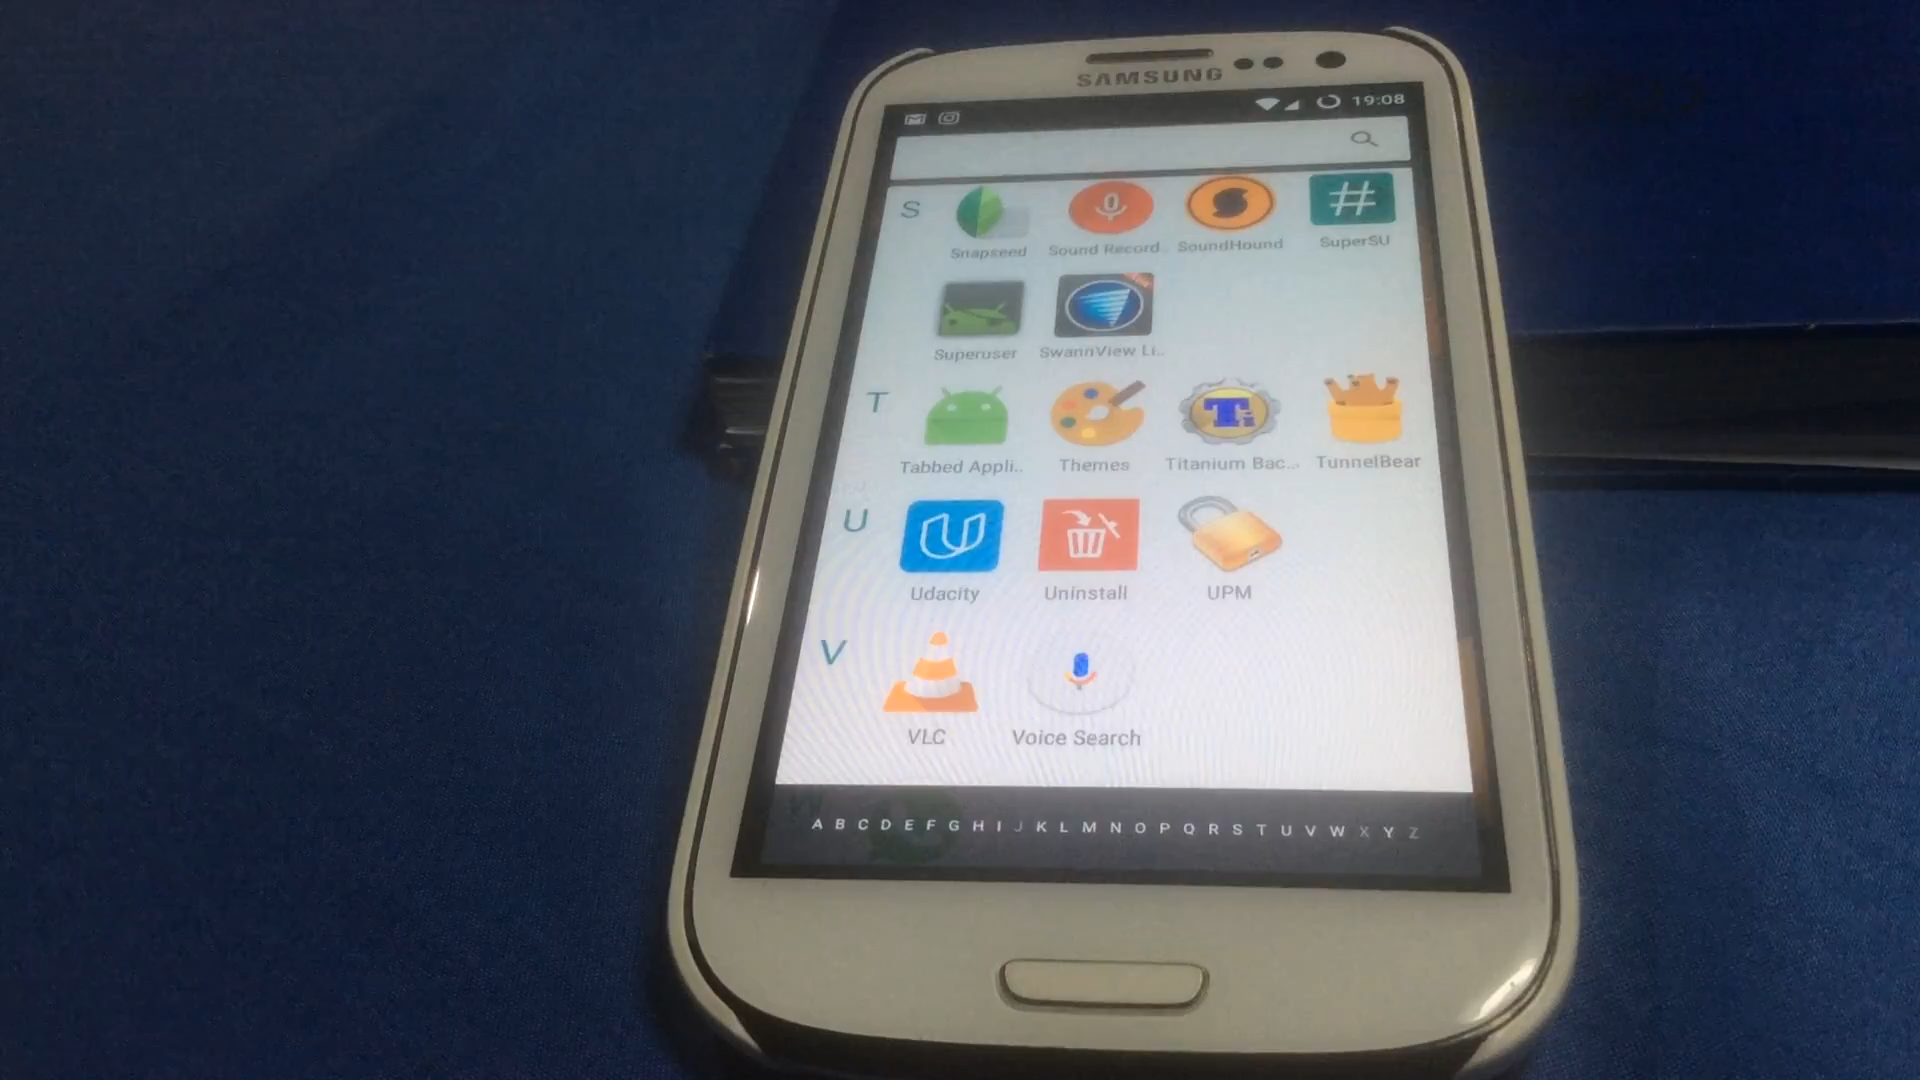 SAMSUNG
19:08
S
Snapseed Sound Record.. SoundHound SuperSU
#
Superuser SwannView Li..
T
Tabbed Appli.. Themes Titanium Bac... TunnelBear
Ti
U
Udacity Uninstall UPM
V
VLC Voice Search
W
A B C D E F G H I J K L M N O P Q R S T U V W X Y Z